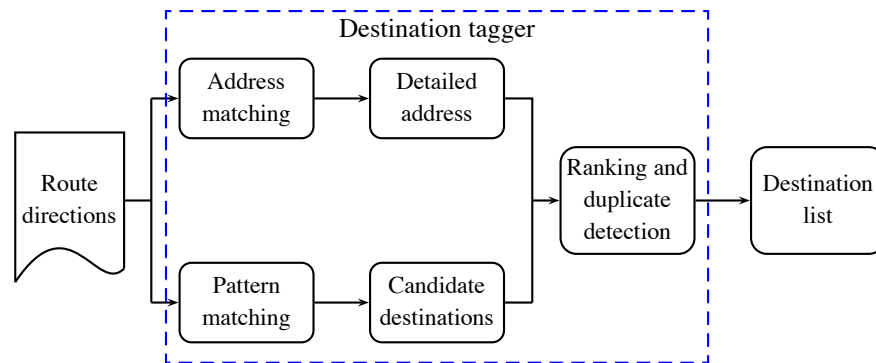 Destination tagger
Address
matching
Detailed
address
Route
directions
Ranking and
duplicate
detection
Destination
list
Pattern
matching
Candidate
destinations